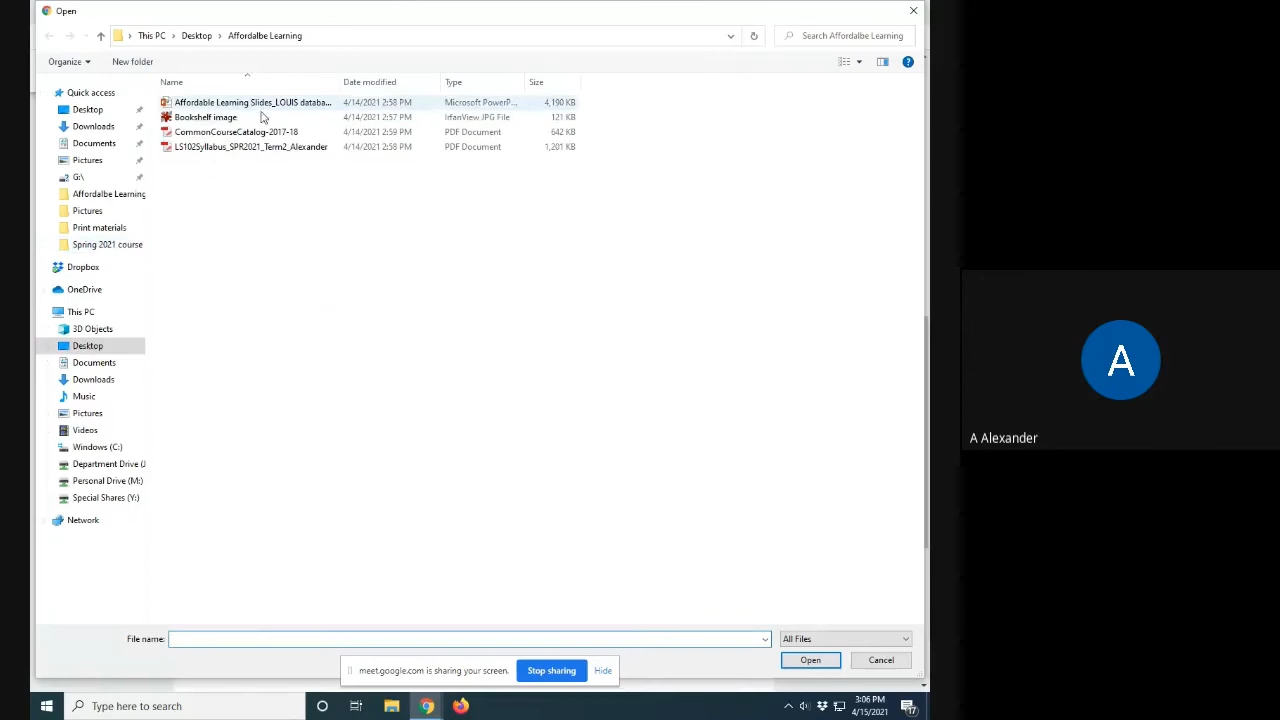 Open
This PC > Desktop > Affordalbe Learning
Search Affordalbe Learning
Organize
New folder
Name
Date modified
Type
Size
Affordable Learning Slides_LOUIS databa... 4/14/2021 2:58 PM Microsoft PowerP... 4,190 KB
Bookshelf image 4/14/2021 2:57 PM IrfanView JPG File 121 KB
CommonCourseCatalog-2017-18 4/14/2021 2:59 PM PDF Document 642 KB
LS102Syllabus_SPR2021_Term2_Alexander 4/14/2021 2:58 PM PDF Document 1,201 KB
Quick access
Desktop
Downloads
Documents
Pictures
G:\
Affordalbe Learning
Pictures
Print materials
Spring 2021 course
Dropbox
OneDrive
This PC
3D Objects
Desktop
Documents
Downloads
Music
Pictures
Videos
Windows (C:)
Department Drive (J
Personal Drive (M:)
Special Shares (Y:)
Network
File name:
All Files
Open
Cancel
meet.google.com is sharing your screen.
Stop sharing
Hide
Type here to search
3:06 PM
4/15/2021
17
A
A Alexander